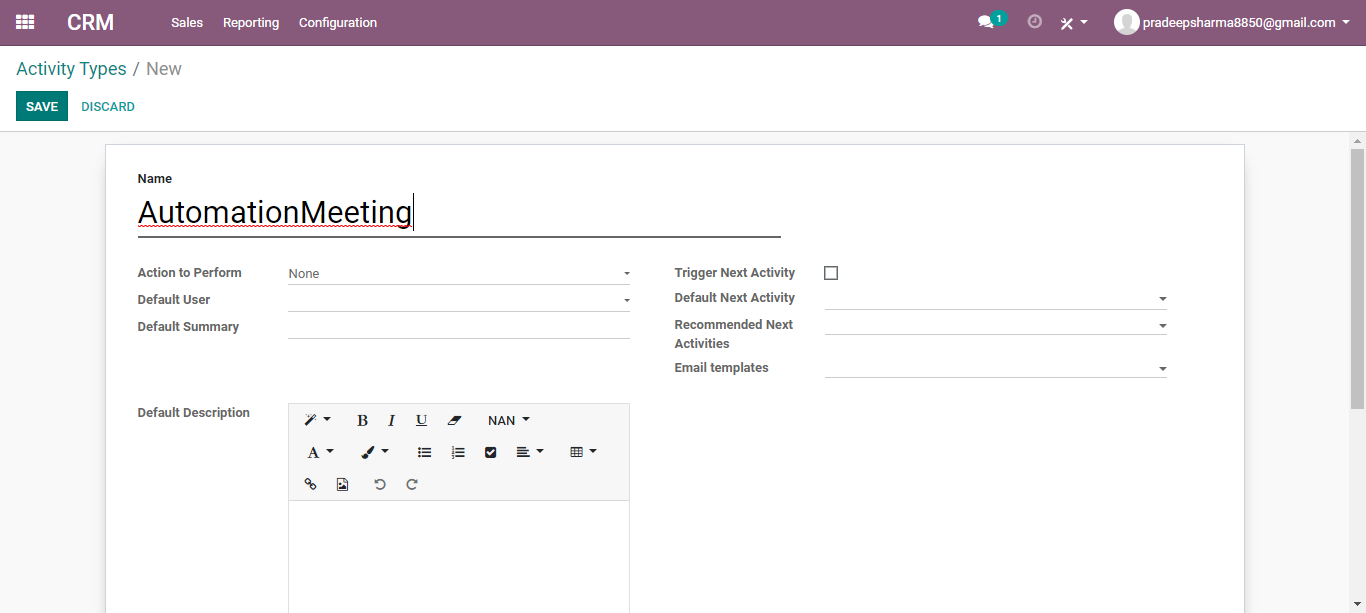 CRM Sales Reporting Configuration 1 pradeepsharma8850@gmail.com
Activity Types / New
SAVE DISCARD
Name
AutomationMeeting
Action to Perform None
Default User
Default Summary
Trigger Next Activity
Default Next Activity
Recommended Next
Activities
Email templates
Default Description
B I U NAN
A